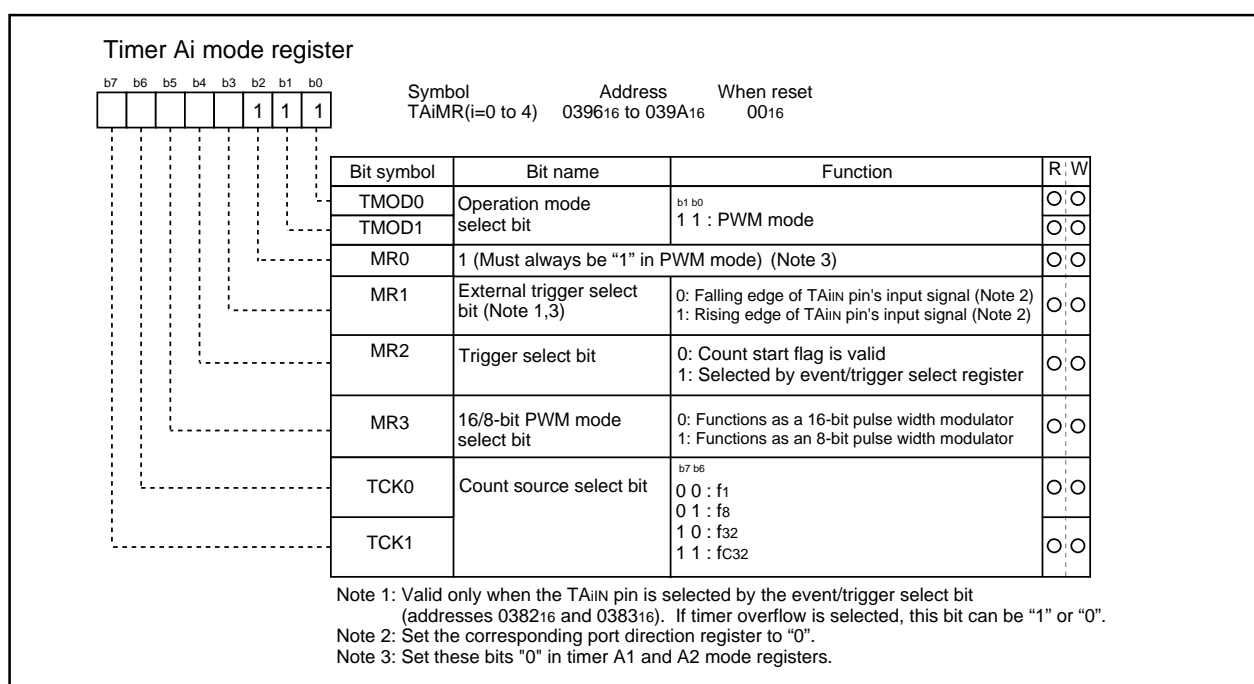 Timer Ai mode register
b7 b6 b5 b4 b3 b2 b1 b0
1 1 1
Symbol Address When reset
TAiMR(i=0 to 4) 039616 to 039A16 0016
Bit symbol Bit name Function R W
TMOD0 Operation mode b1 b0
TMOD1 select bit 1 1 : PWM mode
MR0 1 (Must always be “1” in PWM mode) (Note 3)
MR1 External trigger select 0: Falling edge of TAiIN pin's input signal (Note 2)
bit (Note 1,3) 1: Rising edge of TAiIN pin's input signal (Note 2)
MR2 Trigger select bit 0: Count start flag is valid
1: Selected by event/trigger select register
MR3 16/8-bit PWM mode 0: Functions as a 16-bit pulse width modulator
select bit 1: Functions as an 8-bit pulse width modulator
b7 b6
TCK0 Count source select bit 0 0 : f1
0 1 : f8
TCK1 1 0 : f32
1 1 : fC32
Note 1: Valid only when the TAiIN pin is selected by the event/trigger select bit
(addresses 038216 and 038316). If timer overflow is selected, this bit can be “1” or “0”.
Note 2: Set the corresponding port direction register to “0”.
Note 3: Set these bits "0" in timer A1 and A2 mode registers.